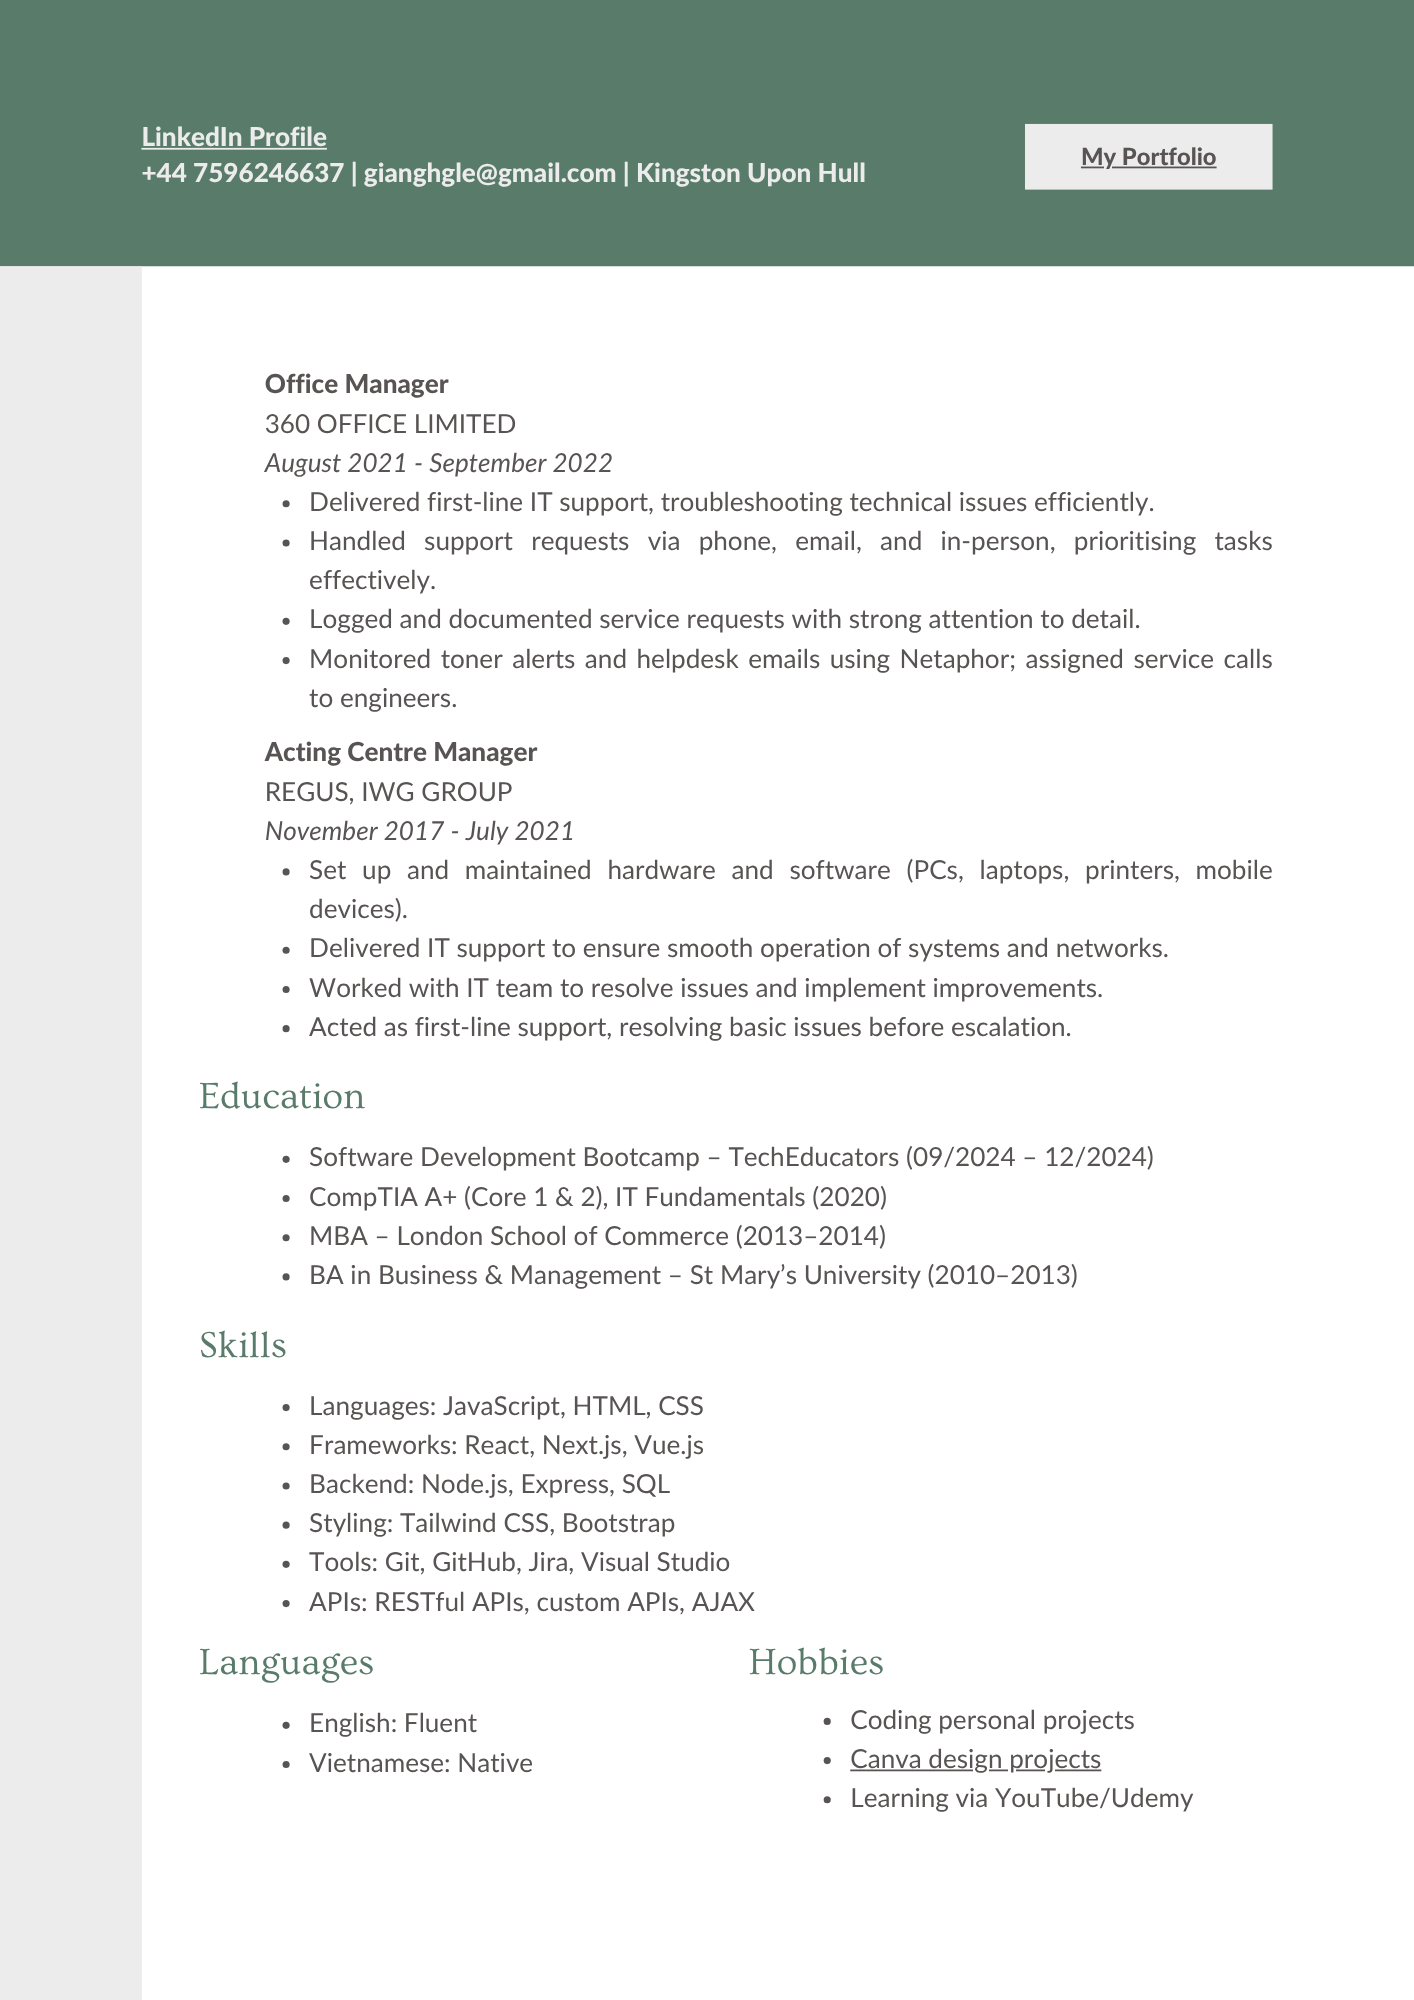 LinkedIn Profile
+44 7596246637 | gianghgle@gmail.com | Kingston Upon Hull
My Portfolio
Office Manager
360 OFFICE LIMITED
August 2021 - September 2022
• Delivered first-line IT support, troubleshooting technical issues efficiently.
• Handled support requests via phone, email, and in-person, prioritising tasks
effectively.
• Logged and documented service requests with strong attention to detail.
• Monitored toner alerts and helpdesk emails using Netaphor; assigned service calls
to engineers.
Acting Centre Manager
REGUS, IWG GROUP
November 2017 - July 2021
• Set up and maintained hardware and software (PCs, laptops, printers, mobile
devices).
• Delivered IT support to ensure smooth operation of systems and networks.
• Worked with IT team to resolve issues and implement improvements.
• Acted as first-line support, resolving basic issues before escalation.
Education
• Software Development Bootcamp – TechEducators (09/2024 – 12/2024)
• CompTIA A+ (Core 1 & 2), IT Fundamentals (2020)
• MBA – London School of Commerce (2013–2014)
• BA in Business & Management – St Mary’s University (2010–2013)
Skills
• Languages: JavaScript, HTML, CSS
• Frameworks: React, Next.js, Vue.js
• Backend: Node.js, Express, SQL
• Styling: Tailwind CSS, Bootstrap
• Tools: Git, GitHub, Jira, Visual Studio
• APIs: RESTful APIs, custom APIs, AJAX
Languages
• English: Fluent
• Vietnamese: Native
Hobbies
• Coding personal projects
• Canva design projects
• Learning via YouTube/Udemy